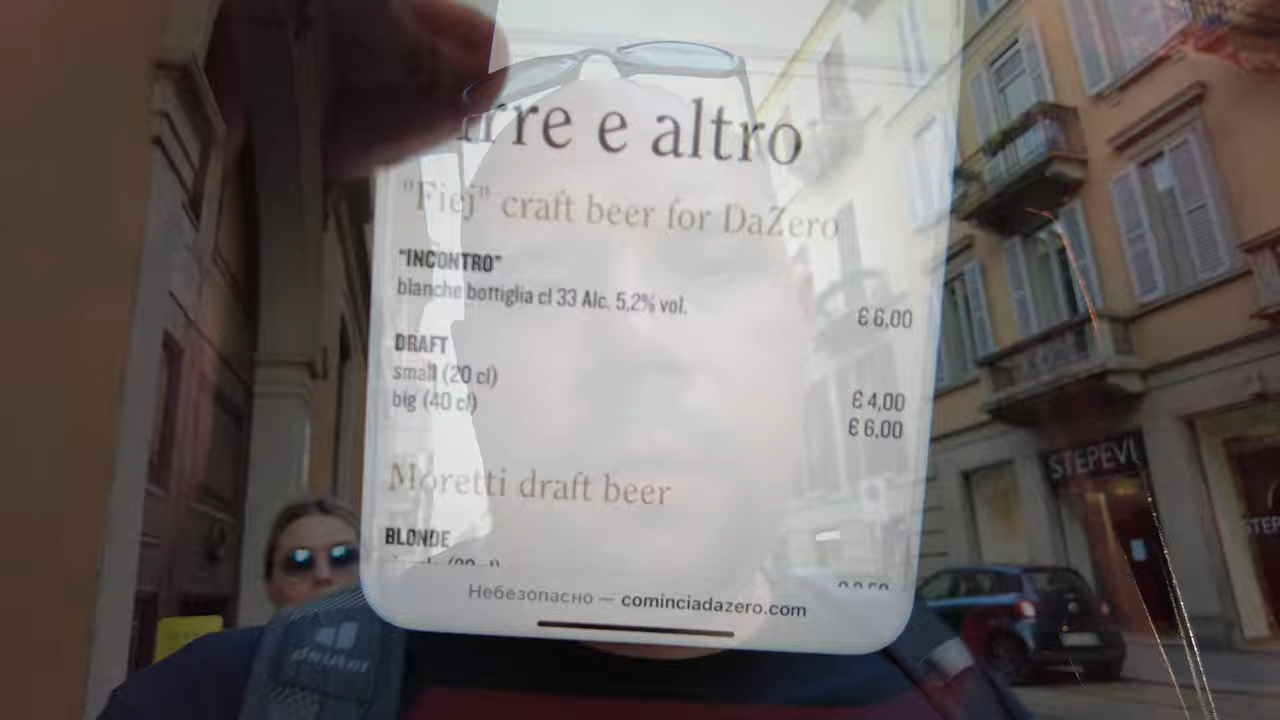 rre e altro
"Fiej" craft beer for DaZero
"INCONTRO"
blanche bottiglia cl 33 Alc. 5,2% vol.
€ 6,00
DRAFT
small (20 cl)
€ 4,00
big (40 cl)
€ 6,00
Moretti draft beer
BLONDE
Небезопасно — cominciadazero.com
STEPEVI
deuter